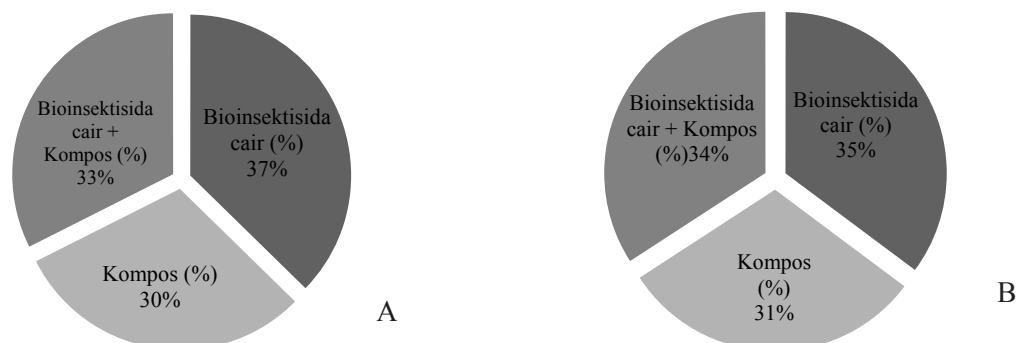 Bioinsektisida
cair +
Kompos (%)
33%
Bioinsektisida
cair (%)
37%
Kompos (%)
30%
A
Bioinsektisida
cair + Kompos
(%)34%
Bioinsektisida
cair (%)
35%
Kompos
(%)
31%
B